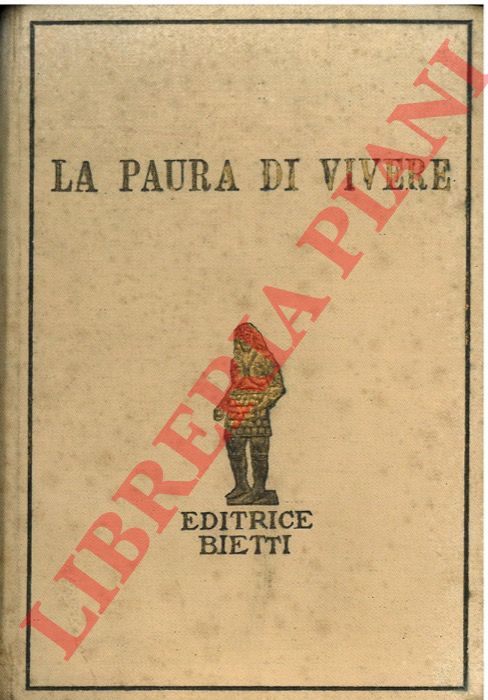 LA PAURA DI VIVERE
EDITRICE
BIETTI
LIBRERIA PIANI